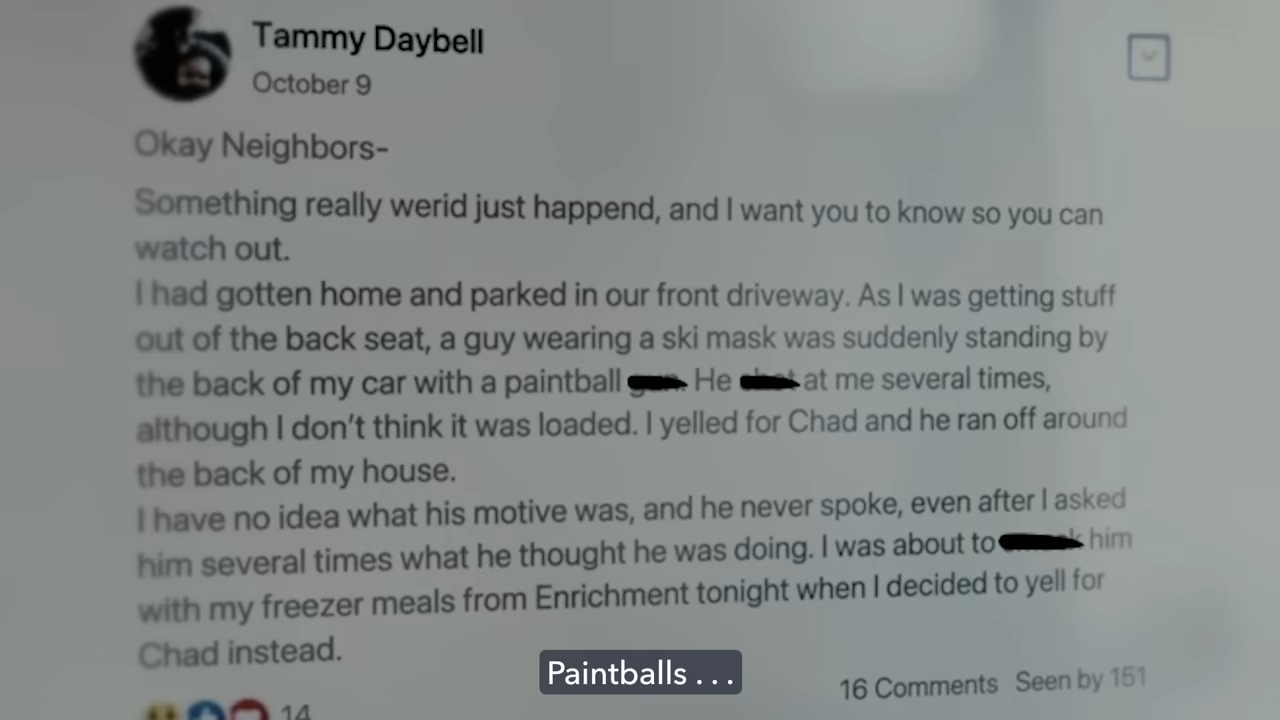 Tammy Daybell
October 9
Okay Neighbors-
Something really werid just happend, and I want you to know so you can
watch out.
I had gotten home and parked in our front driveway. As I was getting stuff
out of the back seat, a guy wearing a ski mask was suddenly standing by
the back of my car with a paintball He at me several times,
although I don't think it was loaded. I yelled for Chad and he ran off around
the back of my house.
I have no idea what his motive was, and he never spoke, even after I asked
him several times what he thought he was doing. I was about to him
with my freezer meals from Enrichment tonight when I decided to yell for
Chad instead.
14
16 Comments Seen by 151
Paintballs . . .